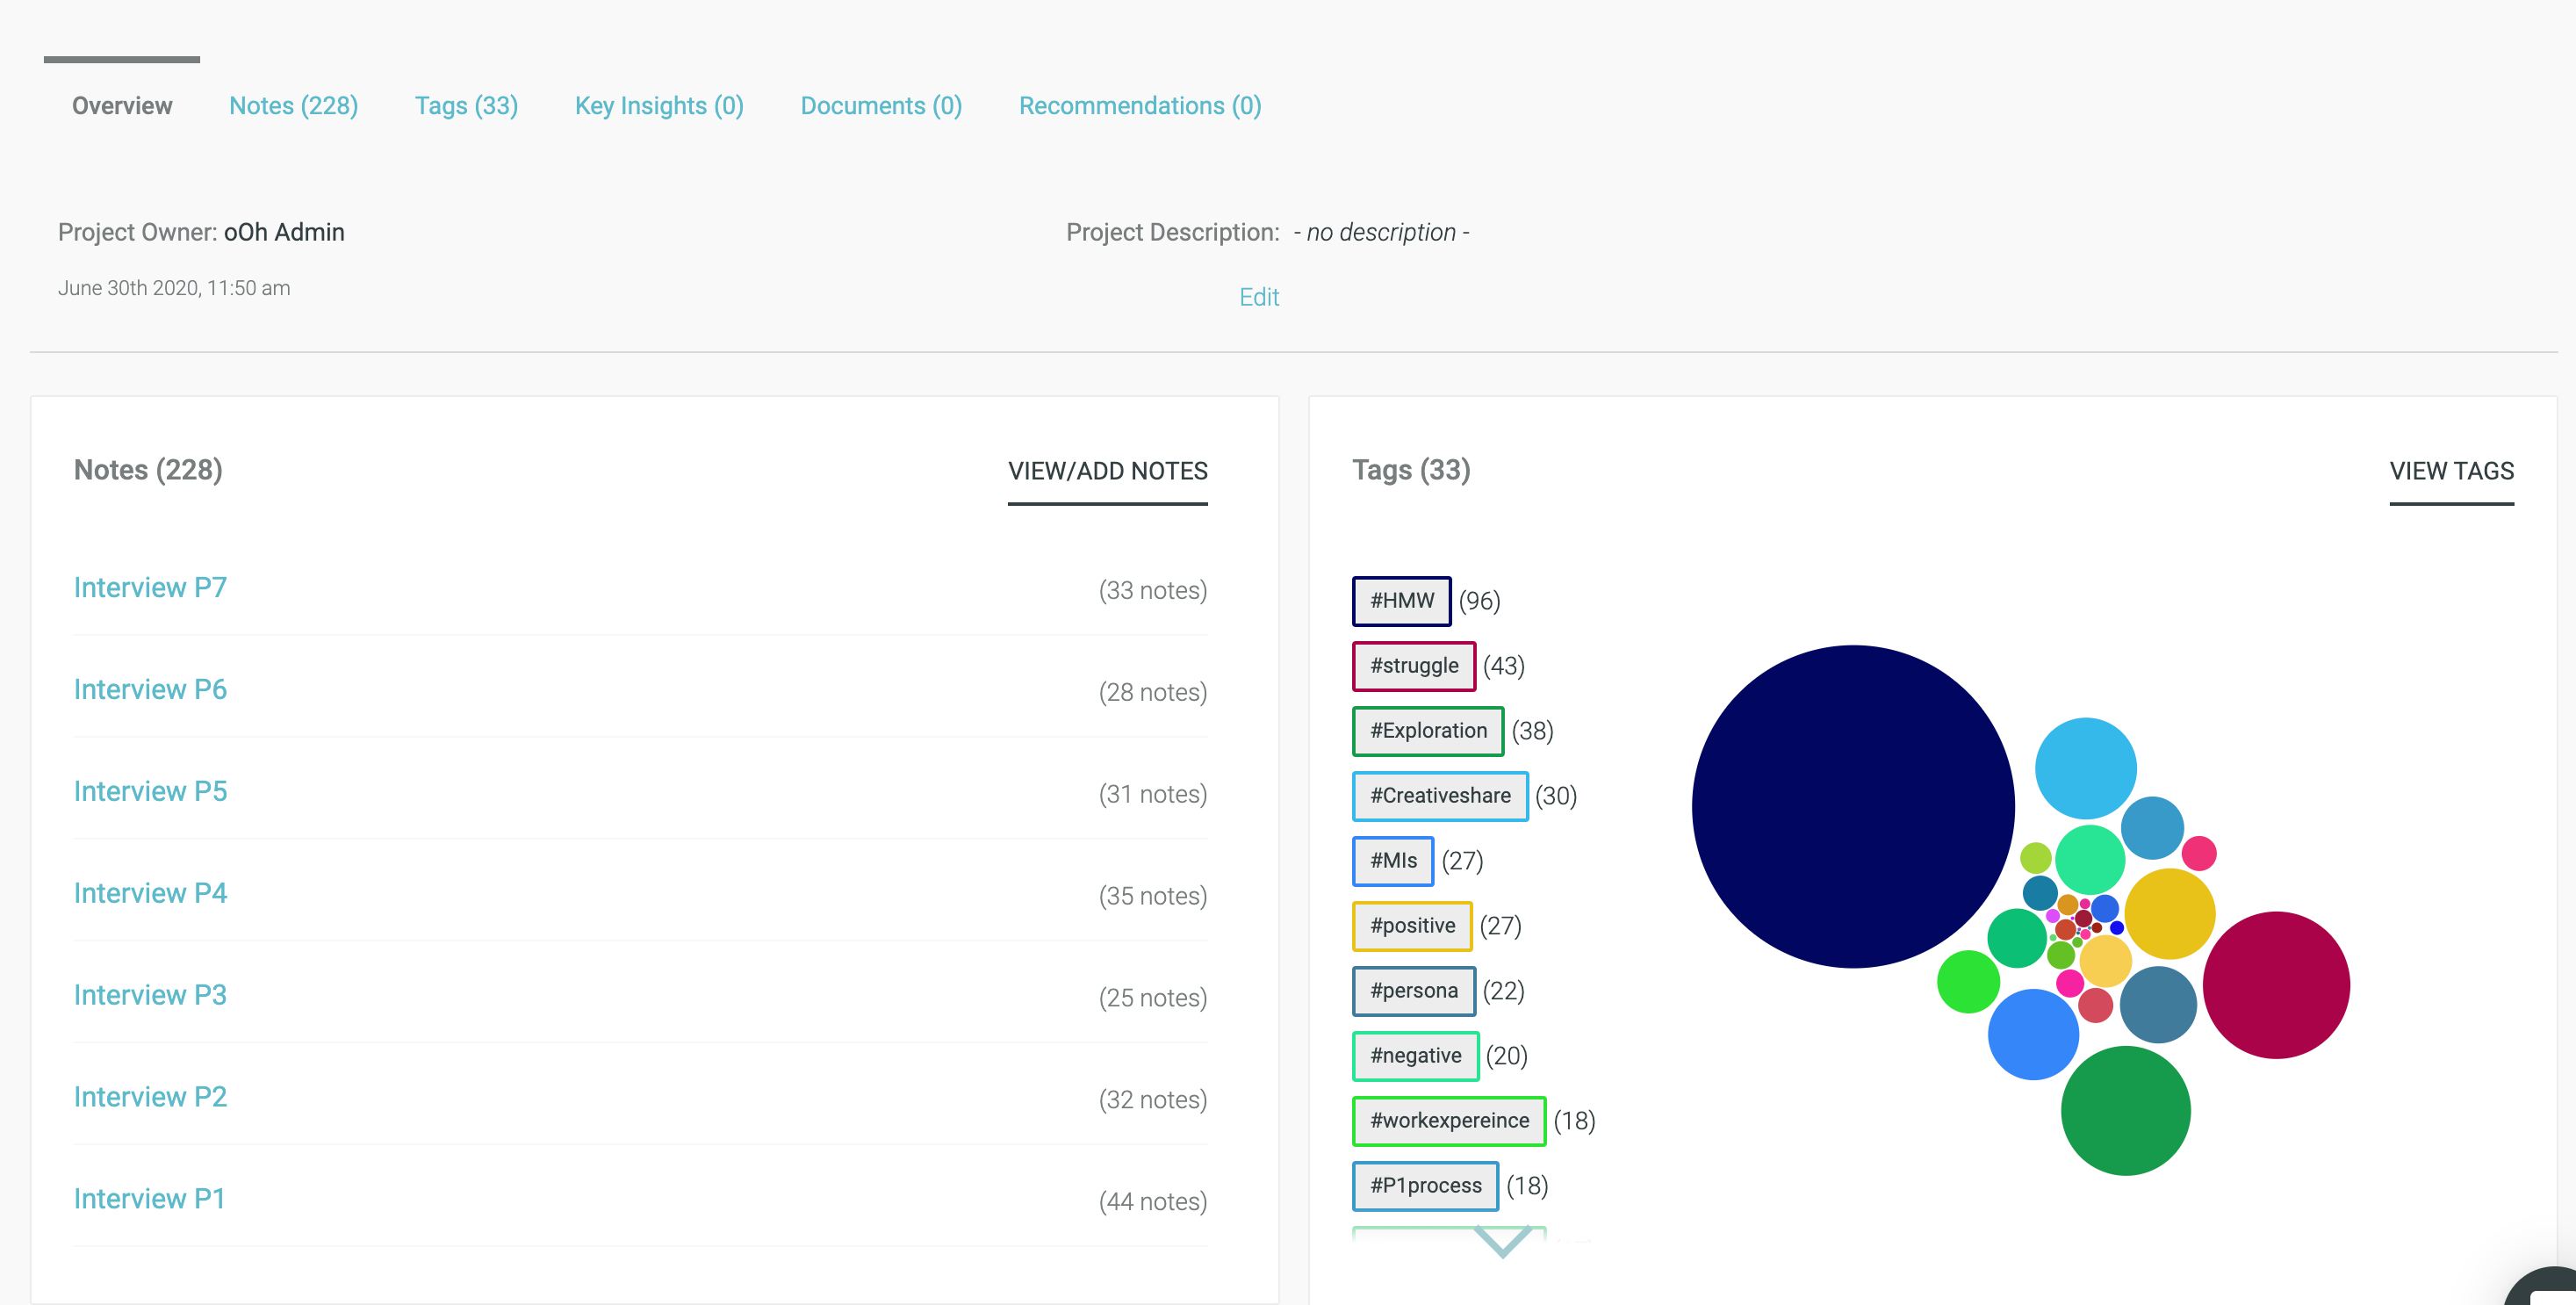 Overview Notes (228) Tags (33) Key Insights (0) Documents (0) Recommendations (0)
Project Owner: oOh Admin
June 30th 2020, 11:50 am
Project Description: - no description -
Edit
Notes (228) VIEW/ADD NOTES
Interview P7 (33 notes)
Interview P6 (28 notes)
Interview P5 (31 notes)
Interview P4 (35 notes)
Interview P3 (25 notes)
Interview P2 (32 notes)
Interview P1 (44 notes)
Tags (33) VIEW TAGS
#HMW (96)
#struggle (43)
#Exploration (38)
#Creativeshare (30)
#MIs (27)
#positive (27)
#persona (22)
#negative (20)
#workexpereince (18)
#P1process (18)